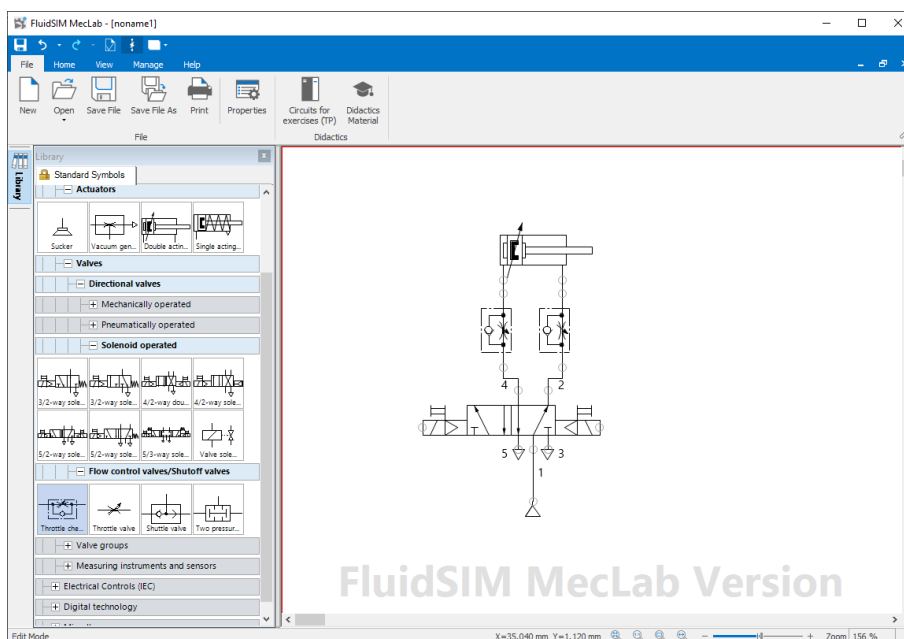 FluidSIM MecLab - [noname1]
File Home View Manage Help
New Open Save File Save File As Print Properties Circuits for exercises (TP) Didactics Material
File Didactics
Library
Library
Standard Symbols
Actuators
Sucker Vacuum gen... Double actin... Single acting...
Valves
Directional valves
Mechanically operated
Pneumatically operated
Solenoid operated
3/2-way sole... 3/2-way sole... 4/2-way dou... 4/2-way sole...
5/2-way sole... 5/2-way sole... 5/3-way sole... Valve sole...
Flow control valves/Shutoff valves
Throttle che... Throttle valve Shuttle valve Two pressur...
Valve groups
Measuring instruments and sensors
Electrical Controls (IEC)
Digital technology
4 2
5 3
1
FluidSIM MecLab Version
Edit Mode X=35.040 mm Y=1.120 mm Zoom 156 %